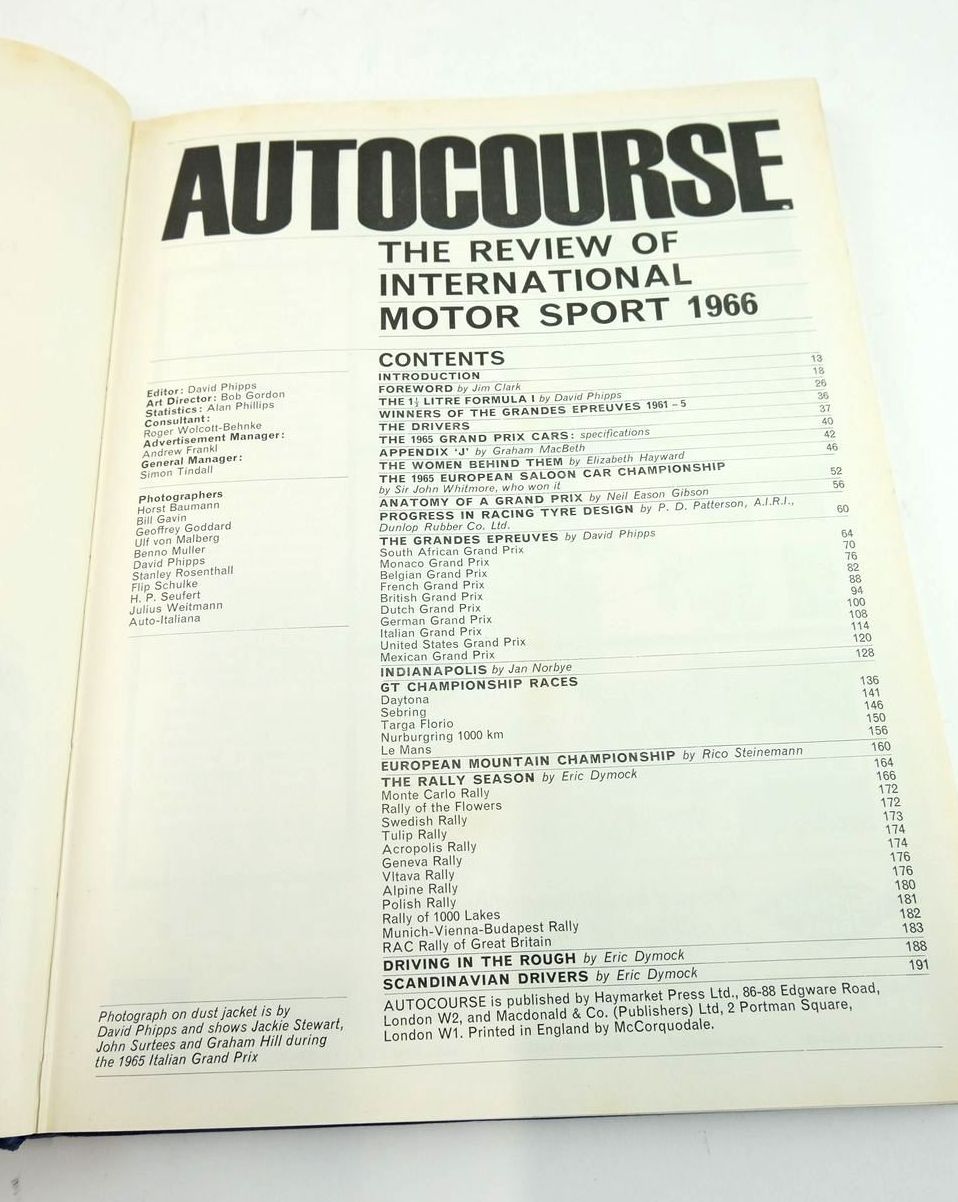 AUTOCOURSE
THE REVIEW OF
INTERNATIONAL
MOTOR SPORT 1966
Editor: David Phipps
Art Director: Bob Gordon
Statistics: Alan Phillips
Consultant:
Roger Wolcott-Behnke
Advertisement Manager:
Andrew Frankl
General Manager:
Simon Tindall
Photographers
Horst Baumann
Bill Gavin
Geoffrey Goddard
Ulf von Malberg
Benno Muller
David Phipps
Stanley Rosenthall
Flip Schulke
H. P. Seufert
Julius Weitmann
Auto-Italiana
Photograph on dust jacket is by
David Phipps and shows Jackie Stewart,
John Surtees and Graham Hill during
the 1965 Italian Grand Prix
CONTENTS
INTRODUCTION 13
FOREWORD by Jim Clark 18
THE 1½ LITRE FORMULA I by David Phipps 26
WINNERS OF THE GRANDES EPREUVES 1961–5 36
THE DRIVERS 37
THE 1965 GRAND PRIX CARS: specifications 40
APPENDIX 'J' by Graham MacBeth 42
THE WOMEN BEHIND THEM by Elizabeth Hayward 46
THE 1965 EUROPEAN SALOON CAR CHAMPIONSHIP
by Sir John Whitmore, who won it 52
ANATOMY OF A GRAND PRIX by Neil Eason Gibson 56
PROGRESS IN RACING TYRE DESIGN by P. D. Patterson, A.I.R.I.,
Dunlop Rubber Co. Ltd. 60
THE GRANDES EPREUVES by David Phipps
South African Grand Prix 64
Monaco Grand Prix 70
Belgian Grand Prix 76
French Grand Prix 82
British Grand Prix 88
Dutch Grand Prix 94
German Grand Prix 100
Italian Grand Prix 108
United States Grand Prix 114
Mexican Grand Prix 120
INDIANAPOLIS by Jan Norbye 128
GT CHAMPIONSHIP RACES
Daytona 136
Sebring 141
Targa Florio 146
Nurburgring 1000 km 150
Le Mans 156
EUROPEAN MOUNTAIN CHAMPIONSHIP by Rico Steinemann 160
THE RALLY SEASON by Eric Dymock 164
Monte Carlo Rally 166
Rally of the Flowers 172
Swedish Rally 172
Tulip Rally 173
Acropolis Rally 174
Geneva Rally 174
Vltava Rally 176
Alpine Rally 176
Polish Rally 180
Rally of 1000 Lakes 181
Munich-Vienna-Budapest Rally 182
RAC Rally of Great Britain 183
DRIVING IN THE ROUGH by Eric Dymock 188
SCANDINAVIAN DRIVERS by Eric Dymock 191
AUTOCOURSE is published by Haymarket Press Ltd., 86-88 Edgware Road,
London W2, and Macdonald & Co. (Publishers) Ltd, 2 Portman Square,
London W1. Printed in England by McCorquodale.